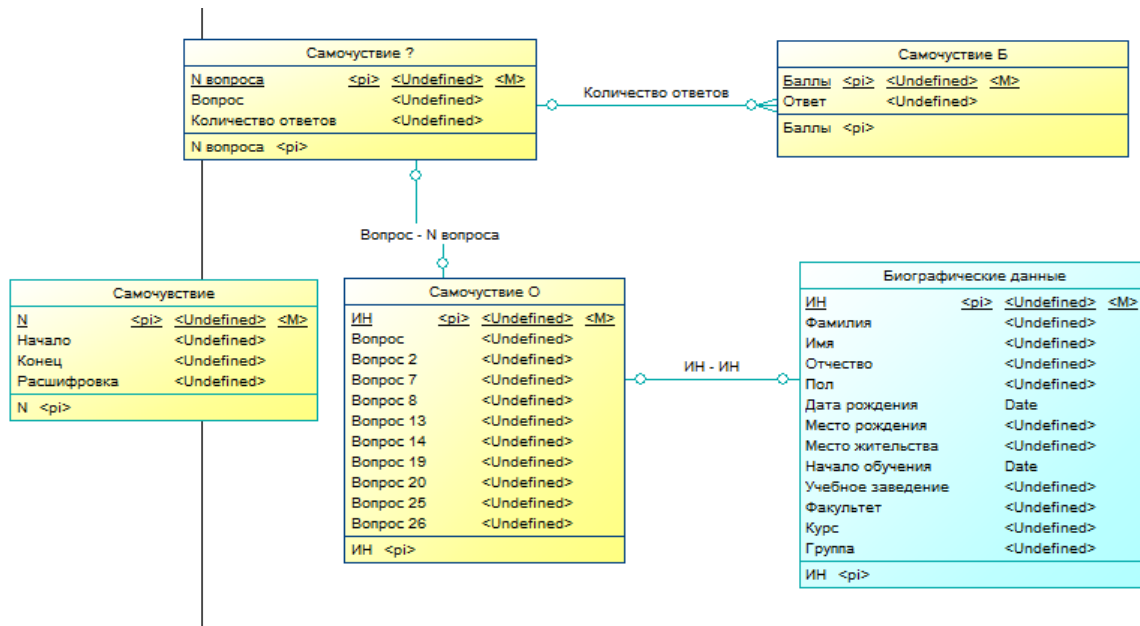 Самочуствие ?
N вопроса <pi> <Undefined> <M>
Вопрос <Undefined>
Количество ответов <Undefined>
N вопроса <pi>
Количество ответов
Самочуствие Б
Баллы <pi> <Undefined> <M>
Ответ <Undefined>
Баллы <pi>
Вопрос - N вопроса
Самочувствие
N <pi> <Undefined> <M>
Начало <Undefined>
Конец <Undefined>
Расшифровка <Undefined>
N <pi>
Самочуствие О
ИН <pi> <Undefined> <M>
Вопрос <Undefined>
Вопрос 2 <Undefined>
Вопрос 7 <Undefined>
Вопрос 8 <Undefined>
Вопрос 13 <Undefined>
Вопрос 14 <Undefined>
Вопрос 19 <Undefined>
Вопрос 20 <Undefined>
Вопрос 25 <Undefined>
Вопрос 26 <Undefined>
ИН <pi>
ИН - ИН
Биографические данные
ИН <pi> <Undefined> <M>
Фамилия <Undefined>
Имя <Undefined>
Отчество <Undefined>
Пол <Undefined>
Дата рождения Date
Место рождения <Undefined>
Место жительства <Undefined>
Начало обучения Date
Учебное заведение <Undefined>
Факультет <Undefined>
Курс <Undefined>
Группа <Undefined>
ИН <pi>